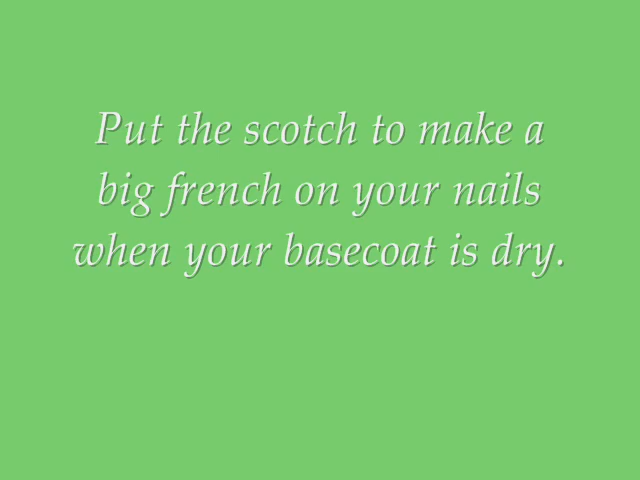 Put the scotch to make a
big french on your nails
when your basecoat is dry.